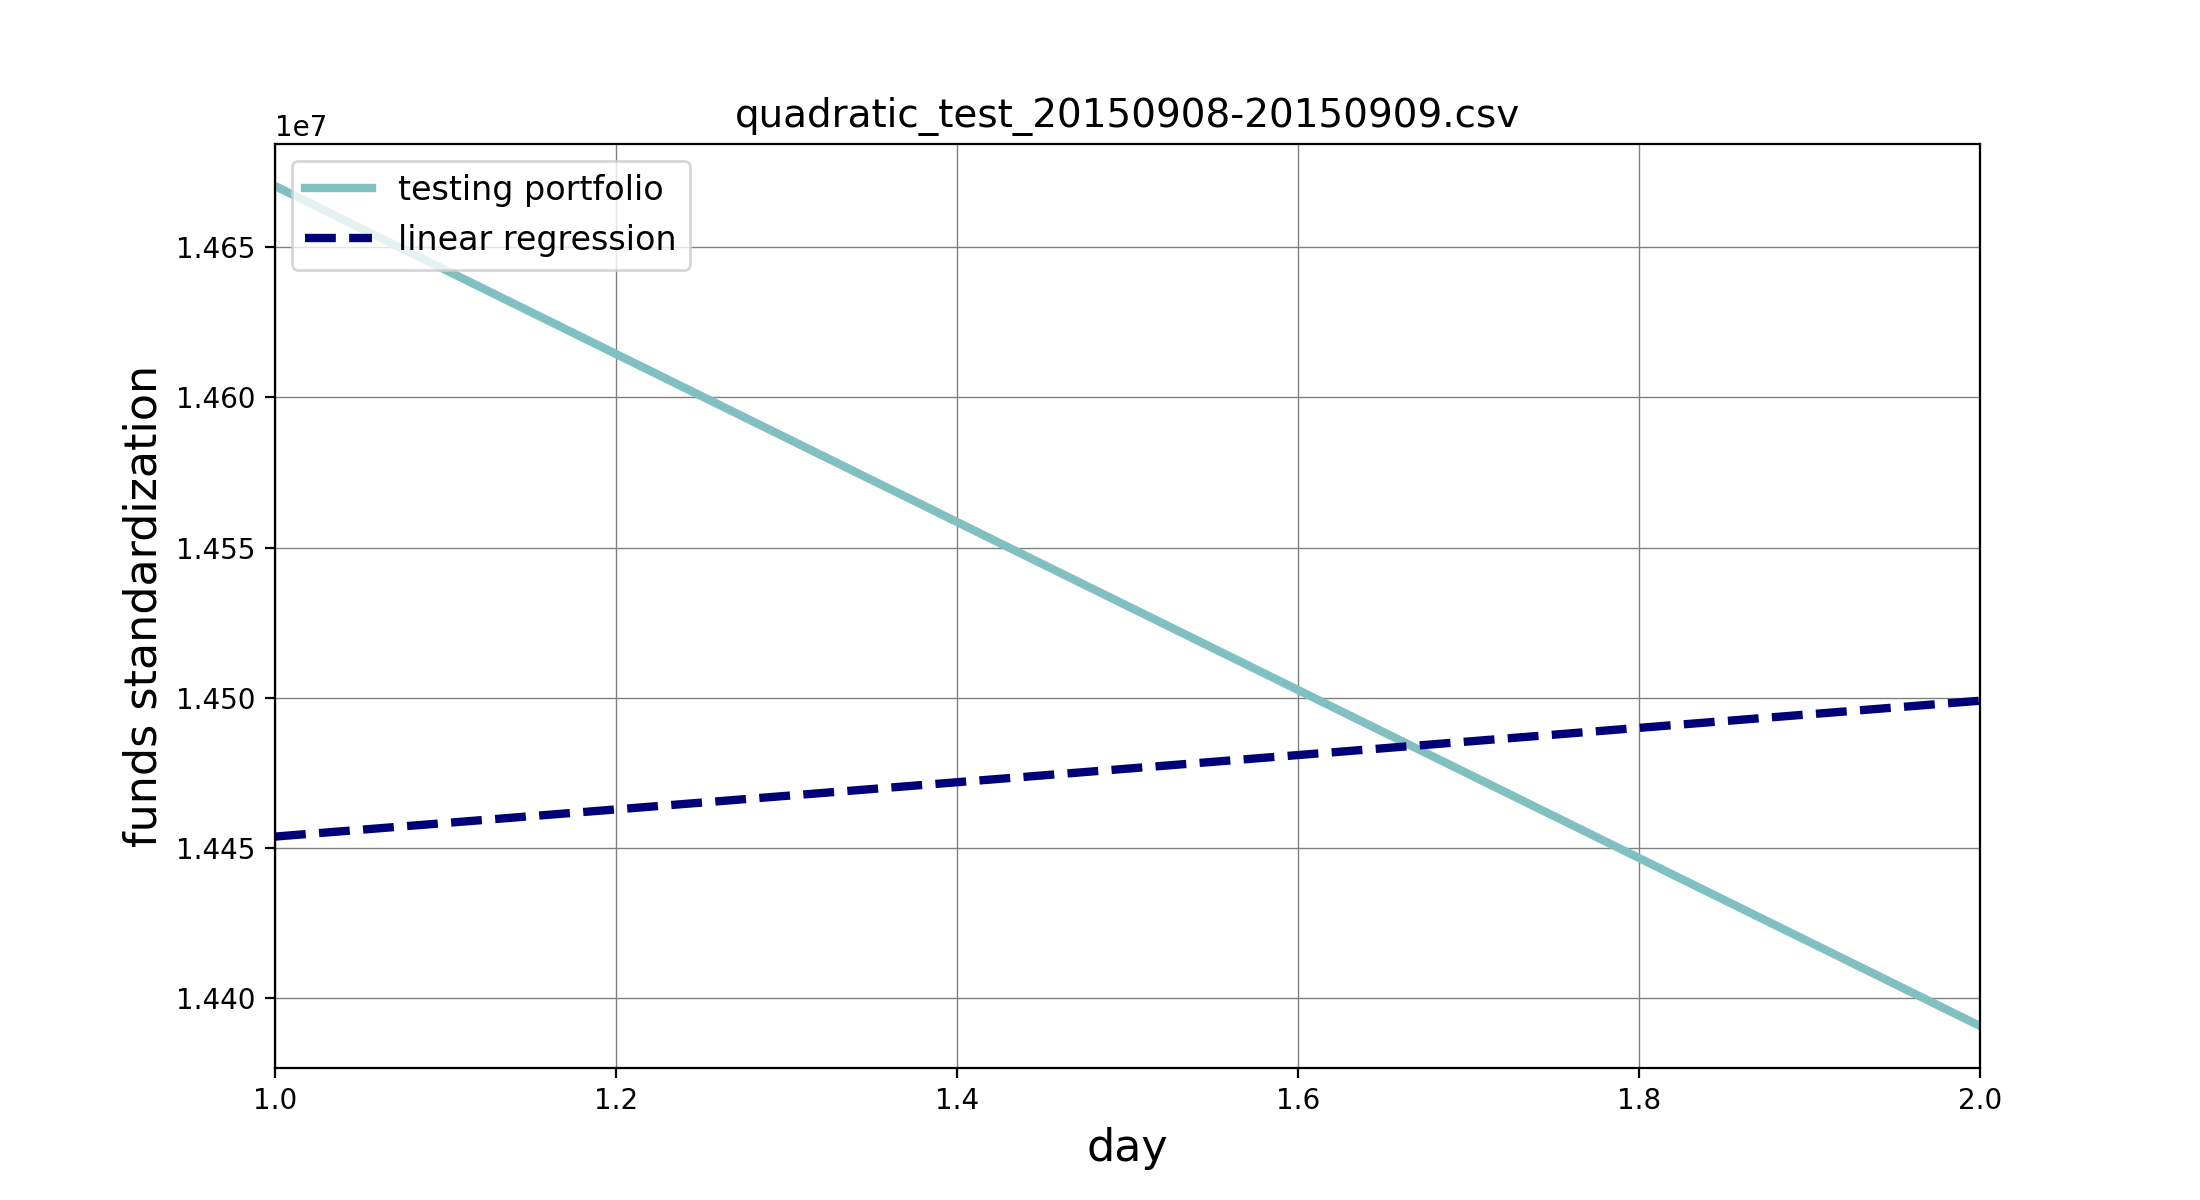 quadratic_test_20150908-20150909.csv
1e7
testing portfolio
linear regression
funds standardization
1.465
1.460
1.455
1.450
1.445
1.440
1.0 1.2 1.4 1.6 1.8 2.0
day